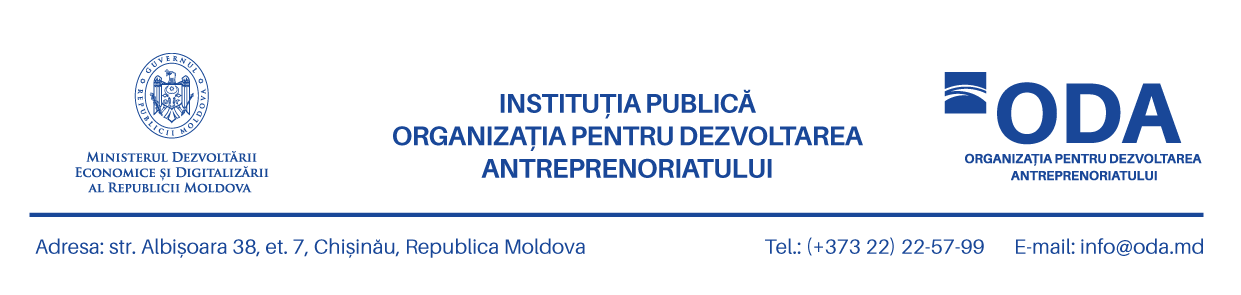 GUVERNUL
REPUBLICII MOLDOVA
MINISTERUL DEZVOLTĂRII
ECONOMICE ȘI DIGITALIZĂRII
AL REPUBLICII MOLDOVA
INSTITUȚIA PUBLICĂ
ORGANIZAȚIA PENTRU DEZVOLTAREA
ANTREPRENORIATULUI
ODA
ORGANIZAȚIA PENTRU DEZVOLTAREA
ANTREPRENORIATULUI
Adresa: str. Albișoara 38, et. 7, Chișinău, Republica Moldova
Tel.: (+373 22) 22-57-99 E-mail: info@oda.md